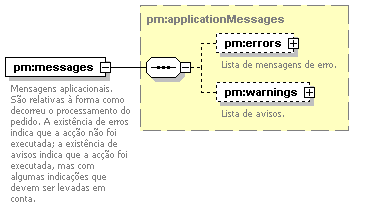 pm:applicationMessages
pm:errors
Lista de mensagens de erro.
pm:messages
Mensagens aplicacionais.
São relativas à forma como
decorreu o processamento do
pedido. A existência de erros
indica que a acção não foi
executada; a existência de
avisos indica que a acção foi
executada, mas com
algumas indicações que
devem ser levadas em
conta.
pm:warnings
Lista de avisos.